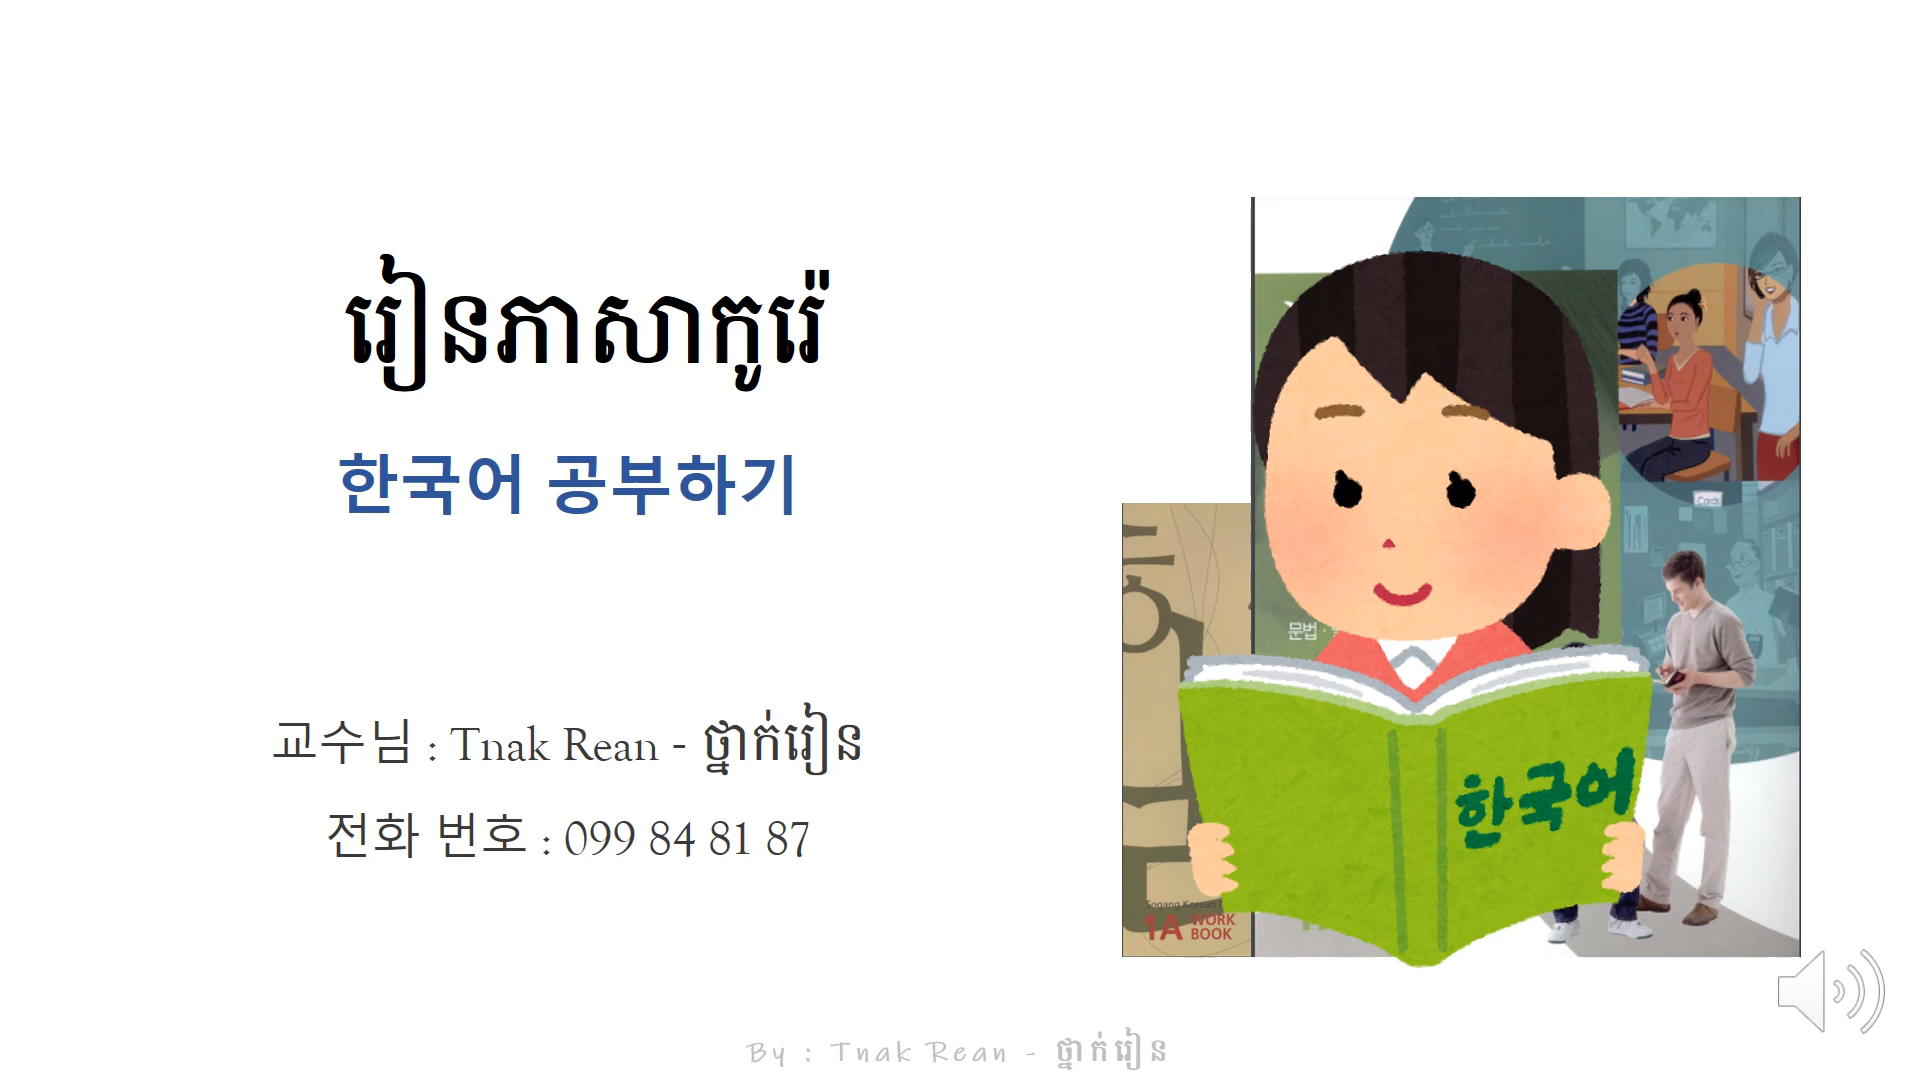 រៀនភាសាកូរ៉េ
한국어 공부하기
교수님 : Tnak Rean - ថ្នាក់រៀន
전화 번호 : 099 84 81 87
Cards
문법 ·
한국어
Sogang Korean
1A WORK
BOOK
By : Tnak Rean - ថ្នាក់រៀន